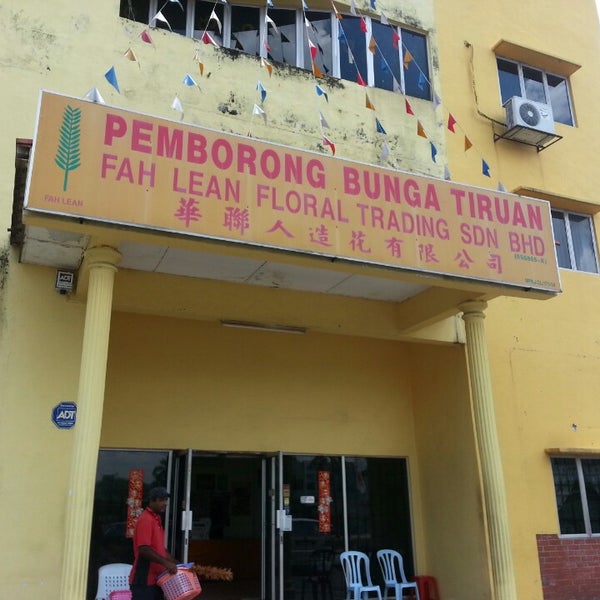 PEMBORONG BUNGA TIRUAN
FAH LEAN FLORAL TRADING SDN BHD
華聯人造花有限公司
FAH LEAN
ADT
ADT